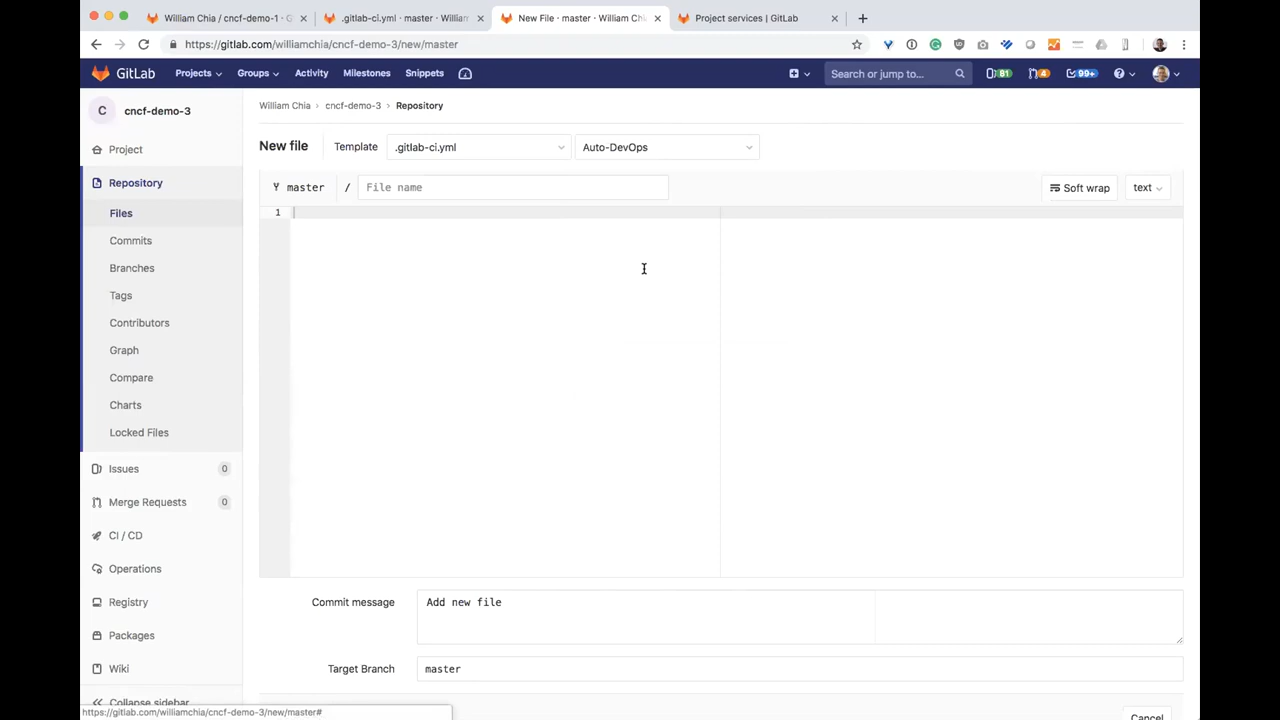 William Chia / cncf-demo-1 · G
.gitlab-ci.yml · master · William
New File · master · William Chi
Project services | GitLab
https://gitlab.com/williamchia/cncf-demo-3/new/master
GitLab
Projects
Groups
Activity
Milestones
Snippets
Search or jump to...
81
4
99+
C
cncf-demo-3
William Chia
cncf-demo-3
Repository
New file
Template
.gitlab-ci.yml
Auto-DevOps
Project
Repository
master
/
File name
Soft wrap
text
1
Files
Commits
Branches
Tags
Contributors
Graph
Compare
Charts
Locked Files
Issues
0
Merge Requests
0
CI / CD
Operations
Registry
Packages
Wiki
Collapse sidebar
Commit message
Add new file
Target Branch
master
Cancel
https://gitlab.com/williamchia/cncf-demo-3/new/master#